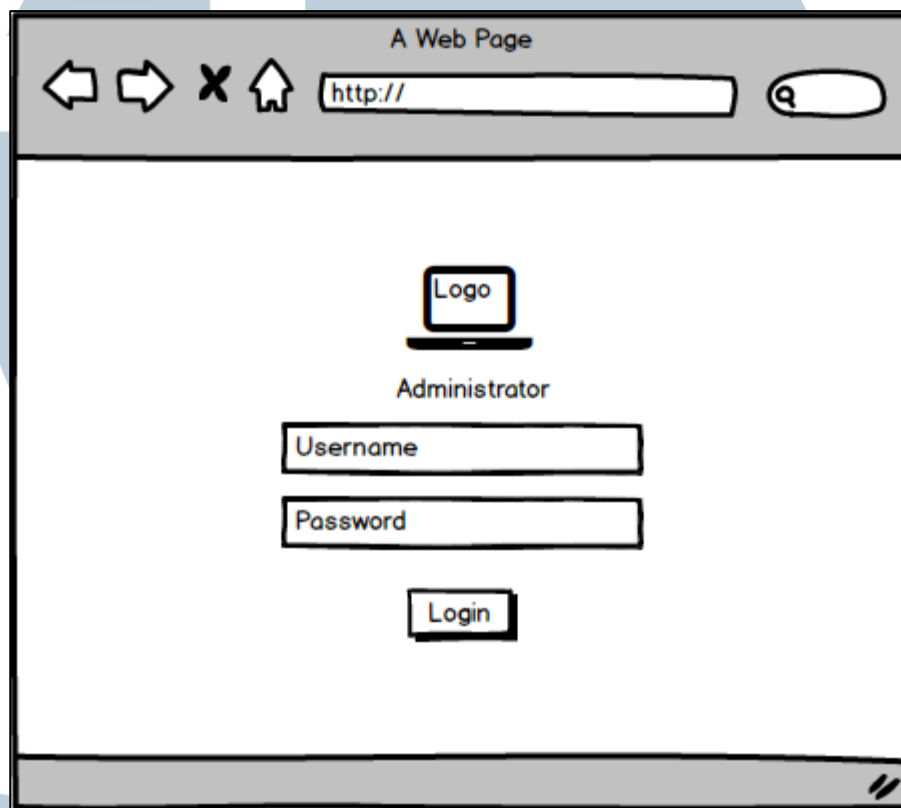 A Web Page
http://
Logo
Administrator
Username
Password
Login